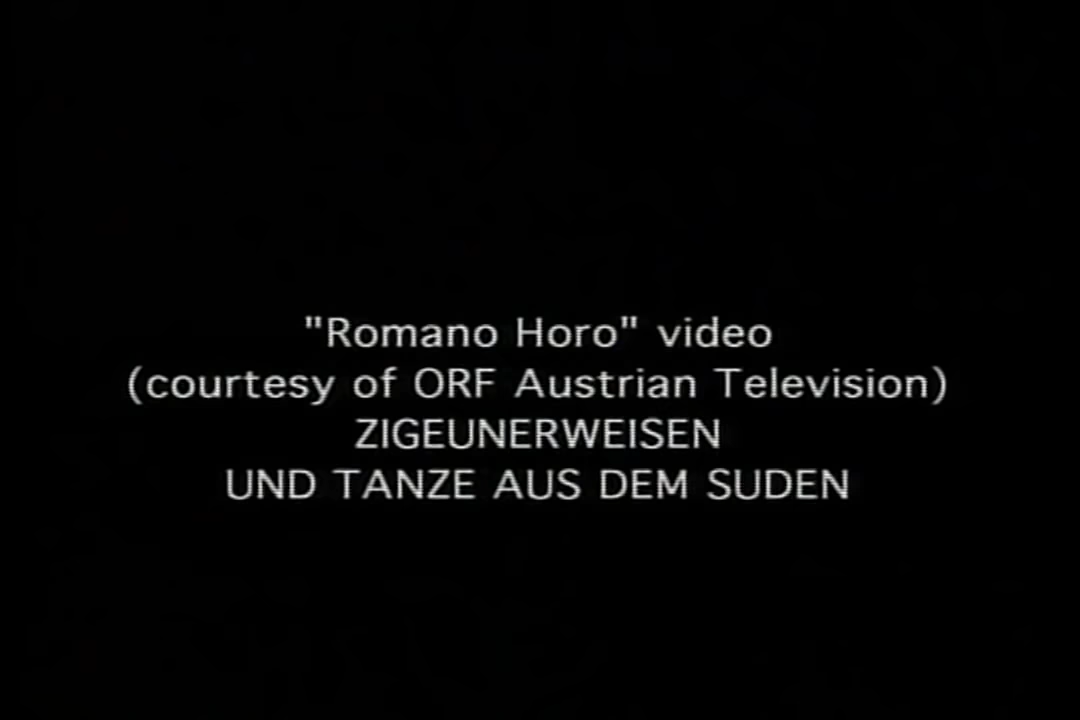 "Romano Horo" video
(courtesy of ORF Austrian Television)
ZIGEUNERWEISEN
UND TANZE AUS DEM SUDEN